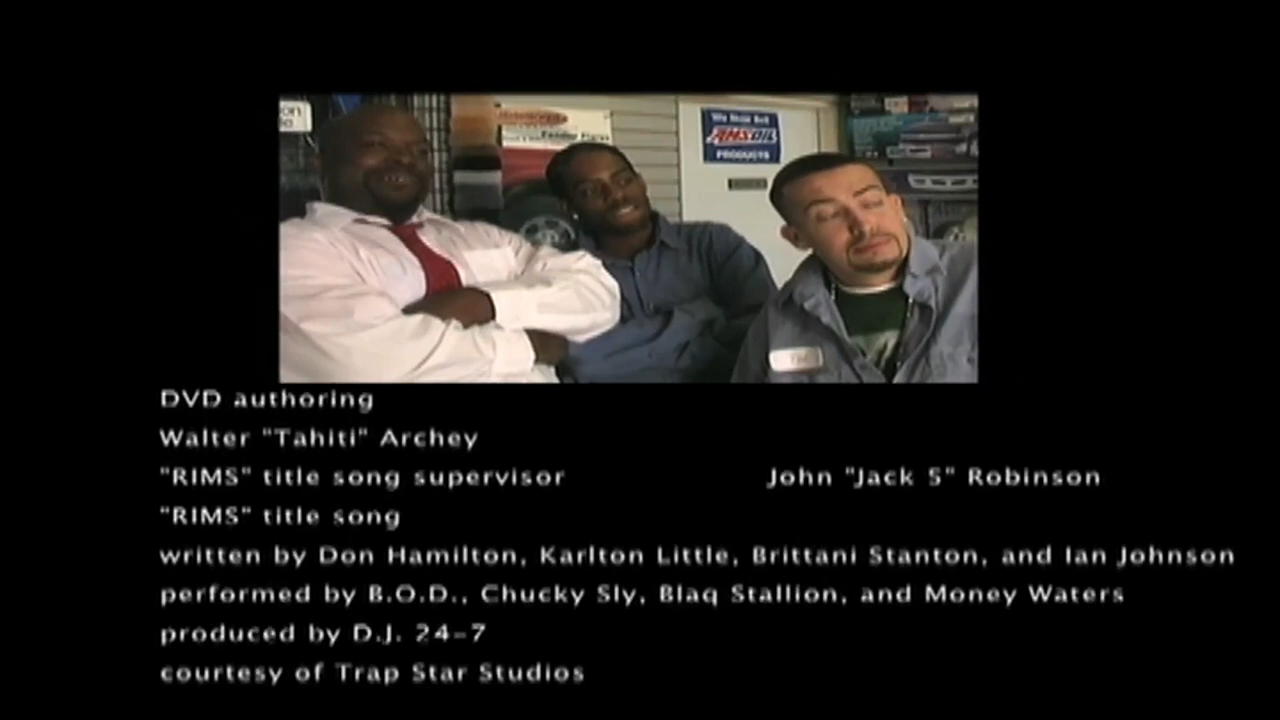 on
We Now Sell
AMSOIL
PRODUCTS
DVD authoring
Walter "Tahiti" Archey
"RIMS" title song supervisor John "Jack 5" Robinson
"RIMS" title song
written by Don Hamilton, Karlton Little, Brittani Stanton, and Ian Johnson
performed by B.O.D., Chucky Sly, Blaq Stallion, and Money Waters
produced by D.J. 24-7
courtesy of Trap Star Studios